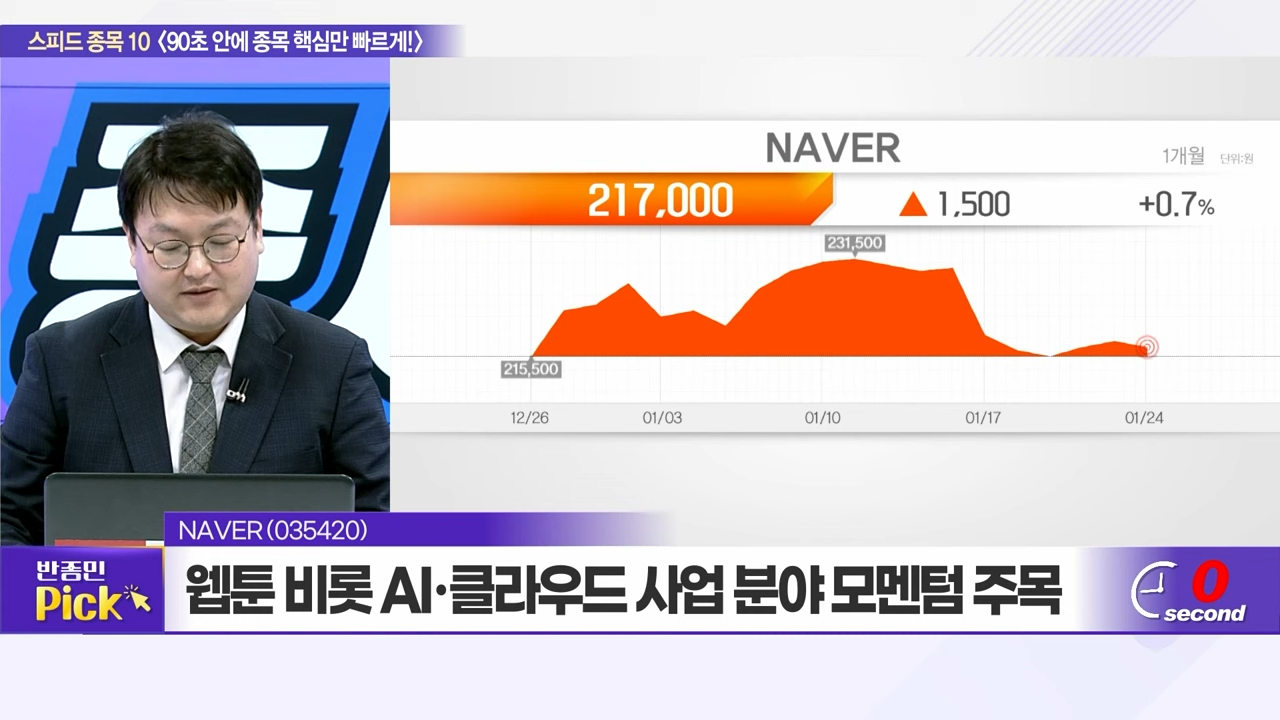 스피드 종목 10 〈90초 안에 종목 핵심만 빠르게!〉
NAVER
1개월 단위:원
217,000 ▲ 1,500 +0.7%
231,500
215,500
12/26 01/03 01/10 01/17 01/24
NAVER(035420)
반종민
Pick
웹툰 비롯 AI·클라우드 사업 분야 모멘텀 주목
0
second